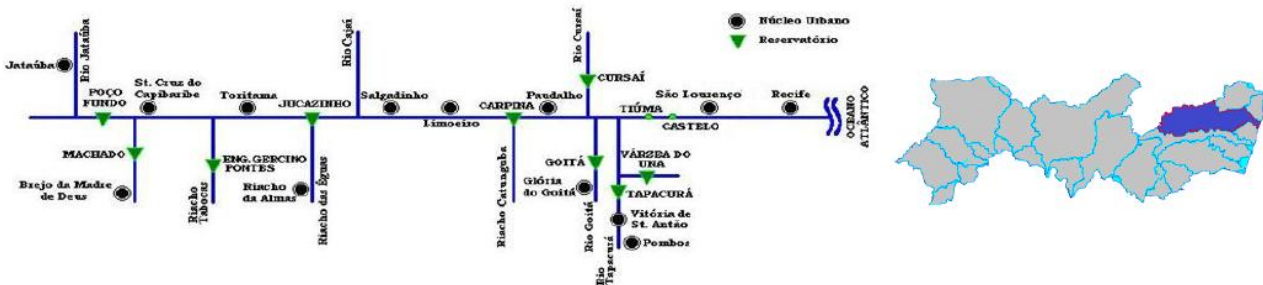 Núcleo Urbano
Reservatório
Jataúba
Rio Jataúba
POÇO
FUNDO
St. Cruz do
Capibaribe
Toritama
JUCAZINHO
Rio Cajaí
Salgadinho
Limoeiro
CARPINA
Paudalho
Rio Cursaí
CURSAÍ
TIÚMA
São Lourenço
CASTELO
Recife
OCEANO
ATLÂNTICO
MACHADO
Brejo da Madre
de Deus
ENG. GERCINO
PONTES
Riacho
Tabocas
Riacho
da Almas
Riacho das Éguas
Riacho Catunguba
GOITÁ
Glória
do Goitá
Rio Goitá
VÁRZEA DO
UNA
TAPACURÁ
Vitória de
St. Antão
Pombos
Rio
Tapacurá